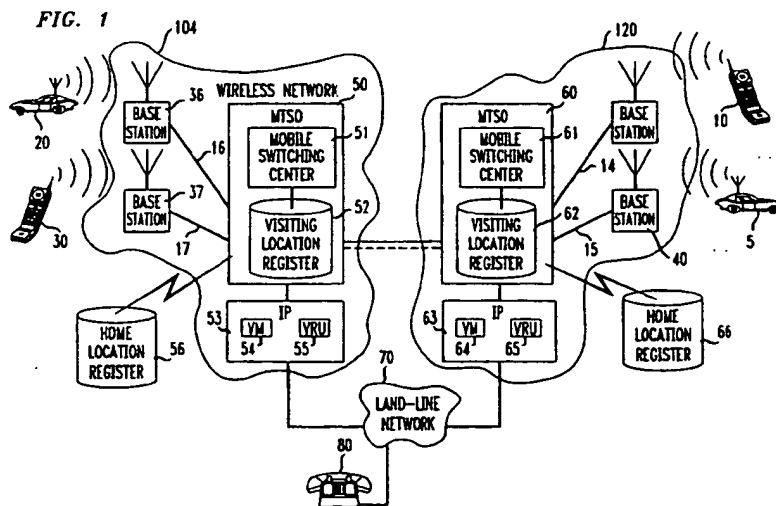 FIG. 1
104
120
WIRELESS NETWORK
50
60
MTSO
MTSO
20
BASE STATION
36
MOBILE SWITCHING CENTER
51
MOBILE SWITCHING CENTER
61
BASE STATION
10
16
14
30
BASE STATION
37
17
VISITING LOCATION REGISTER
52
VISITING LOCATION REGISTER
62
BASE STATION
40
15
5
HOME LOCATION REGISTER
56
53
IP
VM
VRU
54
55
63
IP
VM
VRU
64
65
HOME LOCATION REGISTER
66
70
LAND-LINE NETWORK
80